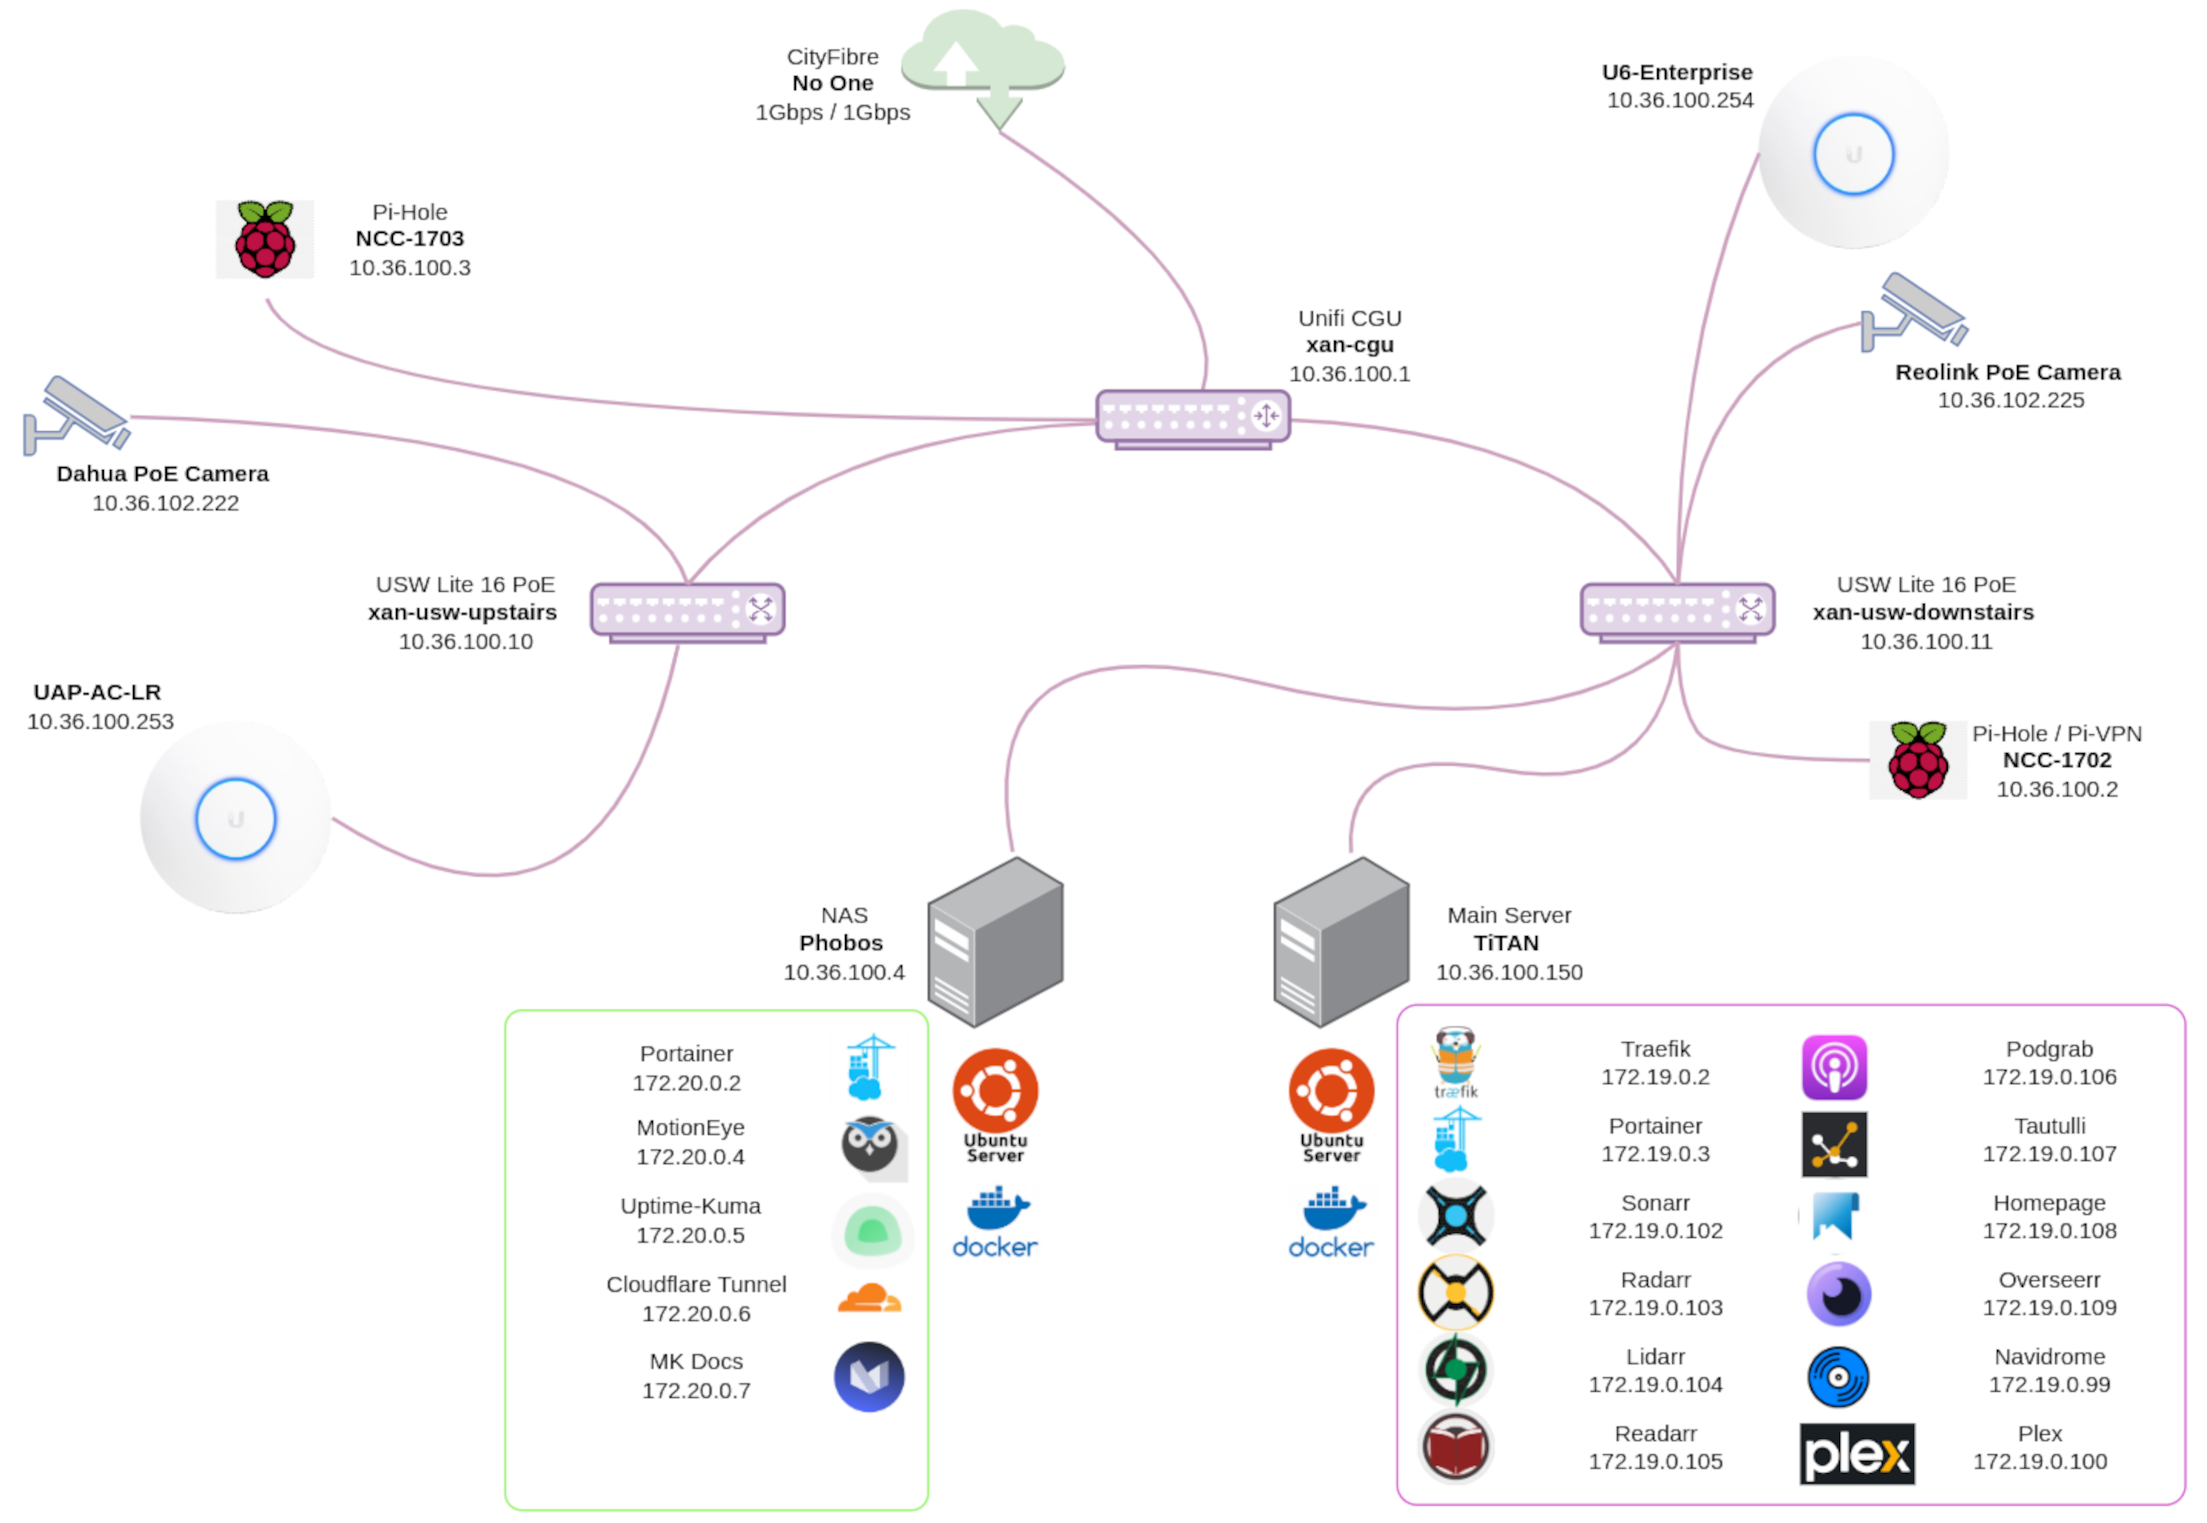 CityFibre
No One
1Gbps / 1Gbps
U6-Enterprise
10.36.100.254
Pi-Hole
NCC-1703
10.36.100.3
Unifi CGU
xan-cgu
10.36.100.1
Reolink PoE Camera
10.36.102.225
Dahua PoE Camera
10.36.102.222
USW Lite 16 PoE
xan-usw-upstairs
10.36.100.10
USW Lite 16 PoE
xan-usw-downstairs
10.36.100.11
UAP-AC-LR
10.36.100.253
Pi-Hole / Pi-VPN
NCC-1702
10.36.100.2
NAS
Phobos
10.36.100.4
Main Server
TiTAN
10.36.100.150
Portainer
172.20.0.2
MotionEye
172.20.0.4
Uptime-Kuma
172.20.0.5
Cloudflare Tunnel
172.20.0.6
MK Docs
172.20.0.7
Ubuntu
Server
docker
Ubuntu
Server
docker
træfik
Traefik
172.19.0.2
Portainer
172.19.0.3
Sonarr
172.19.0.102
Radarr
172.19.0.103
Lidarr
172.19.0.104
Readarr
172.19.0.105
Podgrab
172.19.0.106
Tautulli
172.19.0.107
Homepage
172.19.0.108
Overseerr
172.19.0.109
Navidrome
172.19.0.99
plex
Plex
172.19.0.100